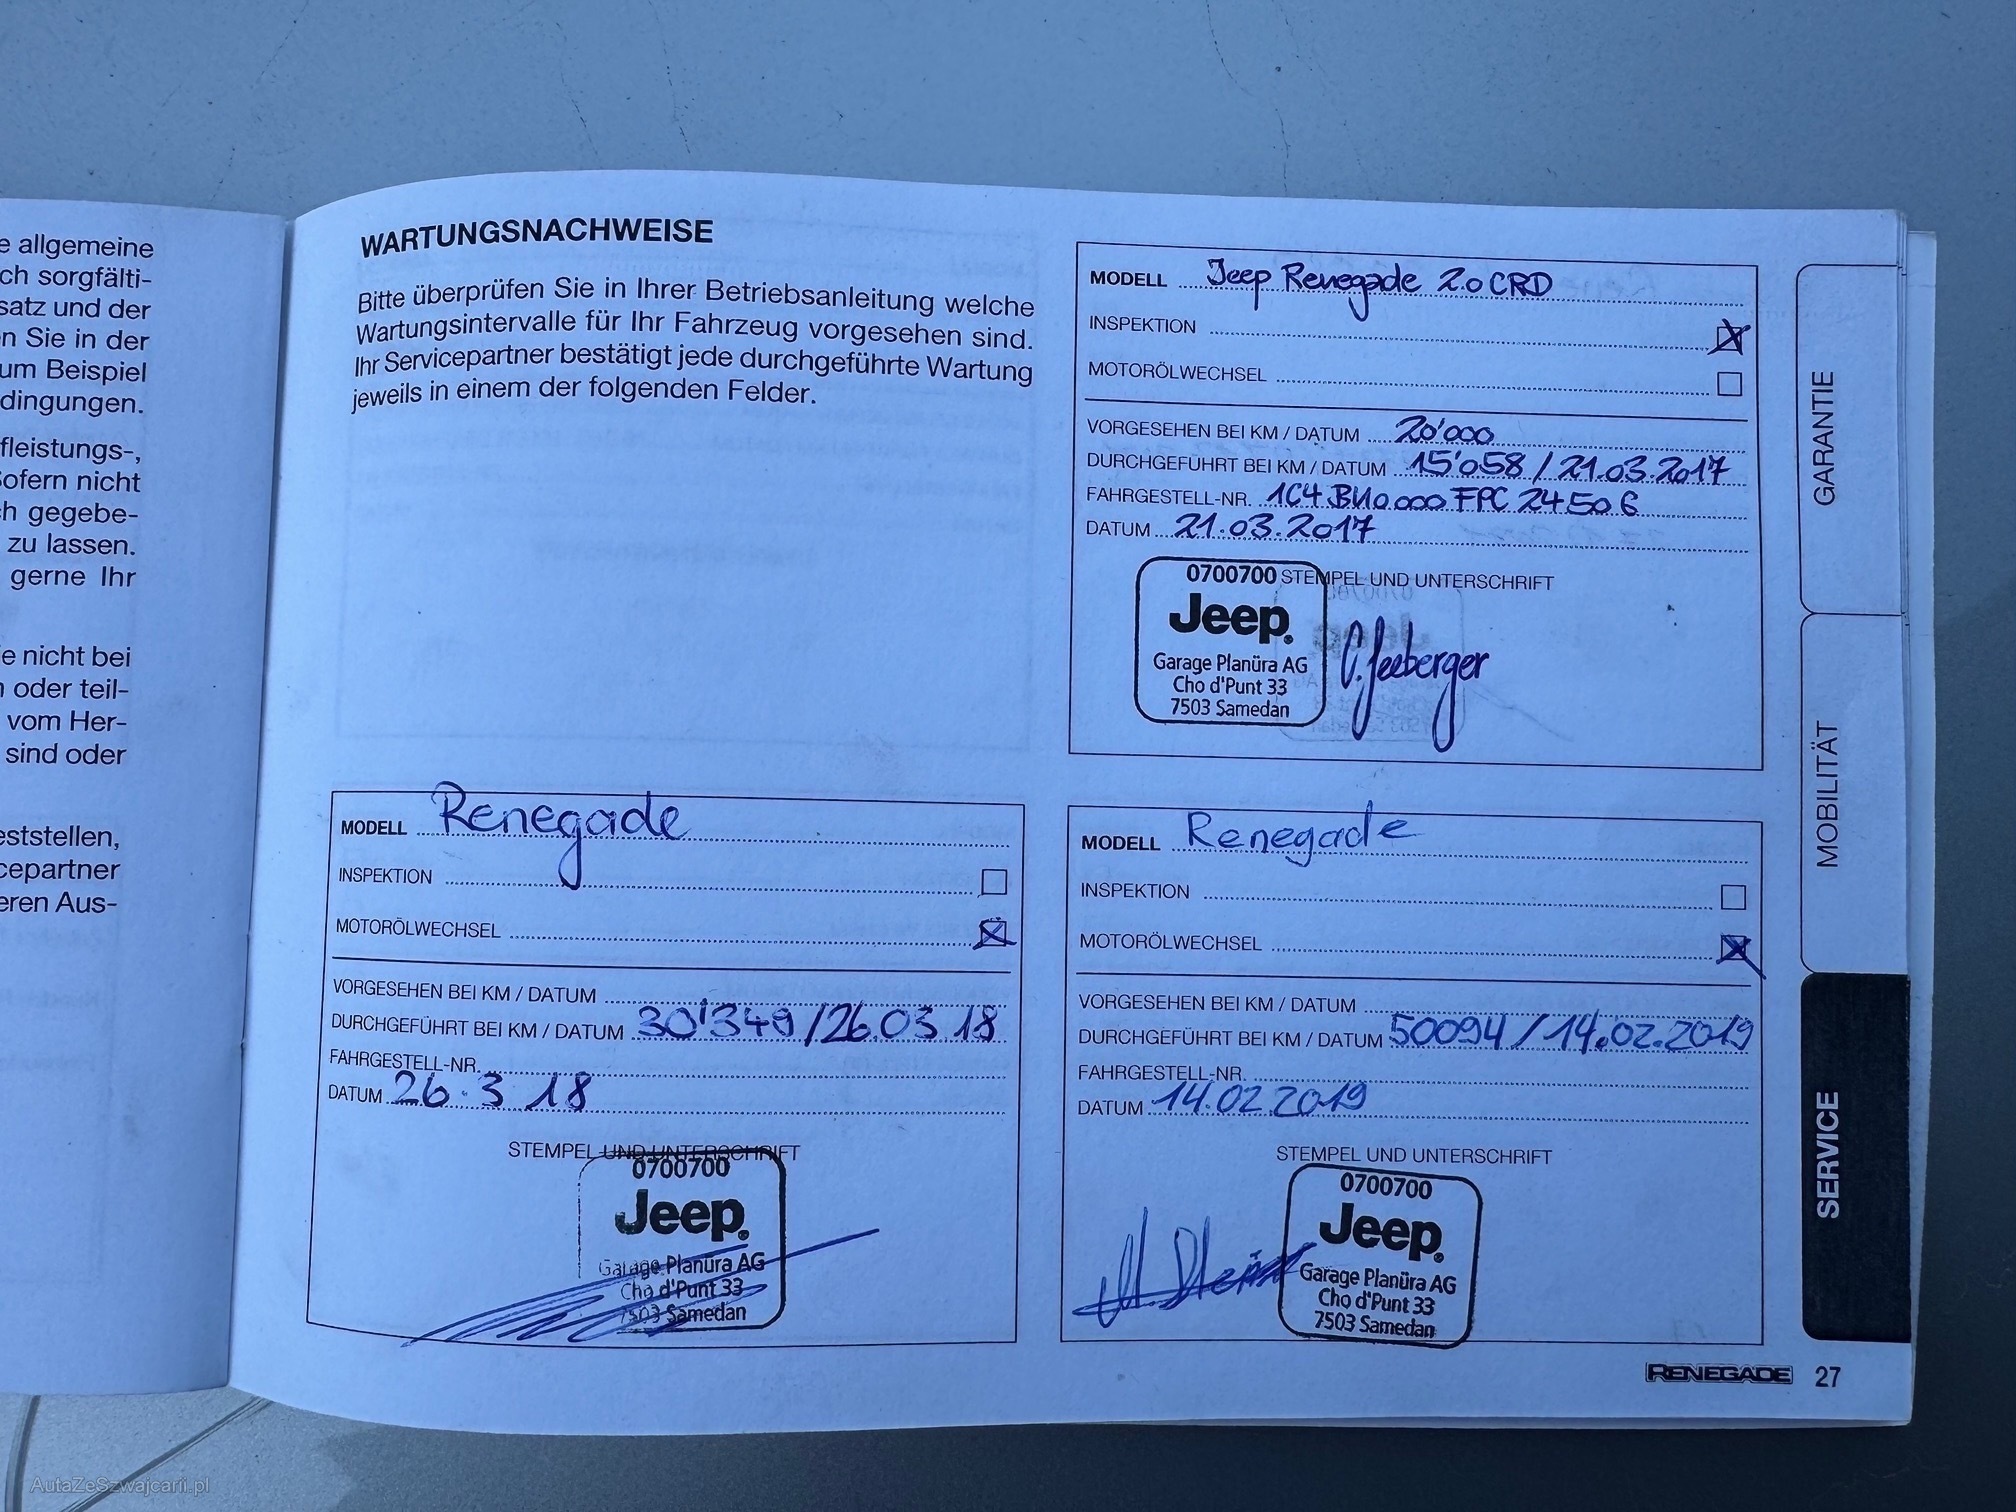 e allgemeine
ch sorgfälti-
satz und der
n Sie in der
um Beispiel
dingungen.
fleistungs-,
Sofern nicht
h gegebe-
zu lassen.
gerne Ihr
e nicht bei
oder teil-
vom Her-
sind oder
eststellen,
cepartner
eren Aus-
WARTUNGSNACHWEISE
Bitte überprüfen Sie in Ihrer Betriebsanleitung welche
Wartungsintervalle für Ihr Fahrzeug vorgesehen sind.
Ihr Servicepartner bestätigt jede durchgeführte Wartung
jeweils in einem der folgenden Felder.
MODELL Jeep Renegade 2.0 CRD
INSPEKTION
MOTORÖLWECHSEL
VORGESEHEN BEI KM / DATUM 20'000
DURCHGEFÜHRT BEI KM / DATUM 15'058 / 21.03.2017
FAHRGESTELL-NR. 1C4 BU0000 FPC 24506
DATUM 21.03.2017
STEMPEL UND UNTERSCHRIFT
0700700
Jeep
Garage Planüra AG
Cho d'Punt 33
7503 Samedan
MODELL Renegade
INSPEKTION
MOTORÖLWECHSEL
VORGESEHEN BEI KM / DATUM
DURCHGEFÜHRT BEI KM / DATUM 30'349 / 26.03.18
FAHRGESTELL-NR.
DATUM 26.3 18
STEMPEL UND UNTERSCHRIFT
0700700
Jeep
Garage Planüra AG
Cho d'Punt 33
7503 Samedan
MODELL Renegade
INSPEKTION
MOTORÖLWECHSEL
VORGESEHEN BEI KM / DATUM
DURCHGEFÜHRT BEI KM / DATUM 50094 / 14.02.2019
FAHRGESTELL-NR.
DATUM 14.02 2019
STEMPEL UND UNTERSCHRIFT
0700700
Jeep
Garage Planüra AG
Cho d'Punt 33
7503 Samedan
GARANTIE
MOBILITÄT
SERVICE
RENEGADE 27
AutaZeSzwajcarii.pl